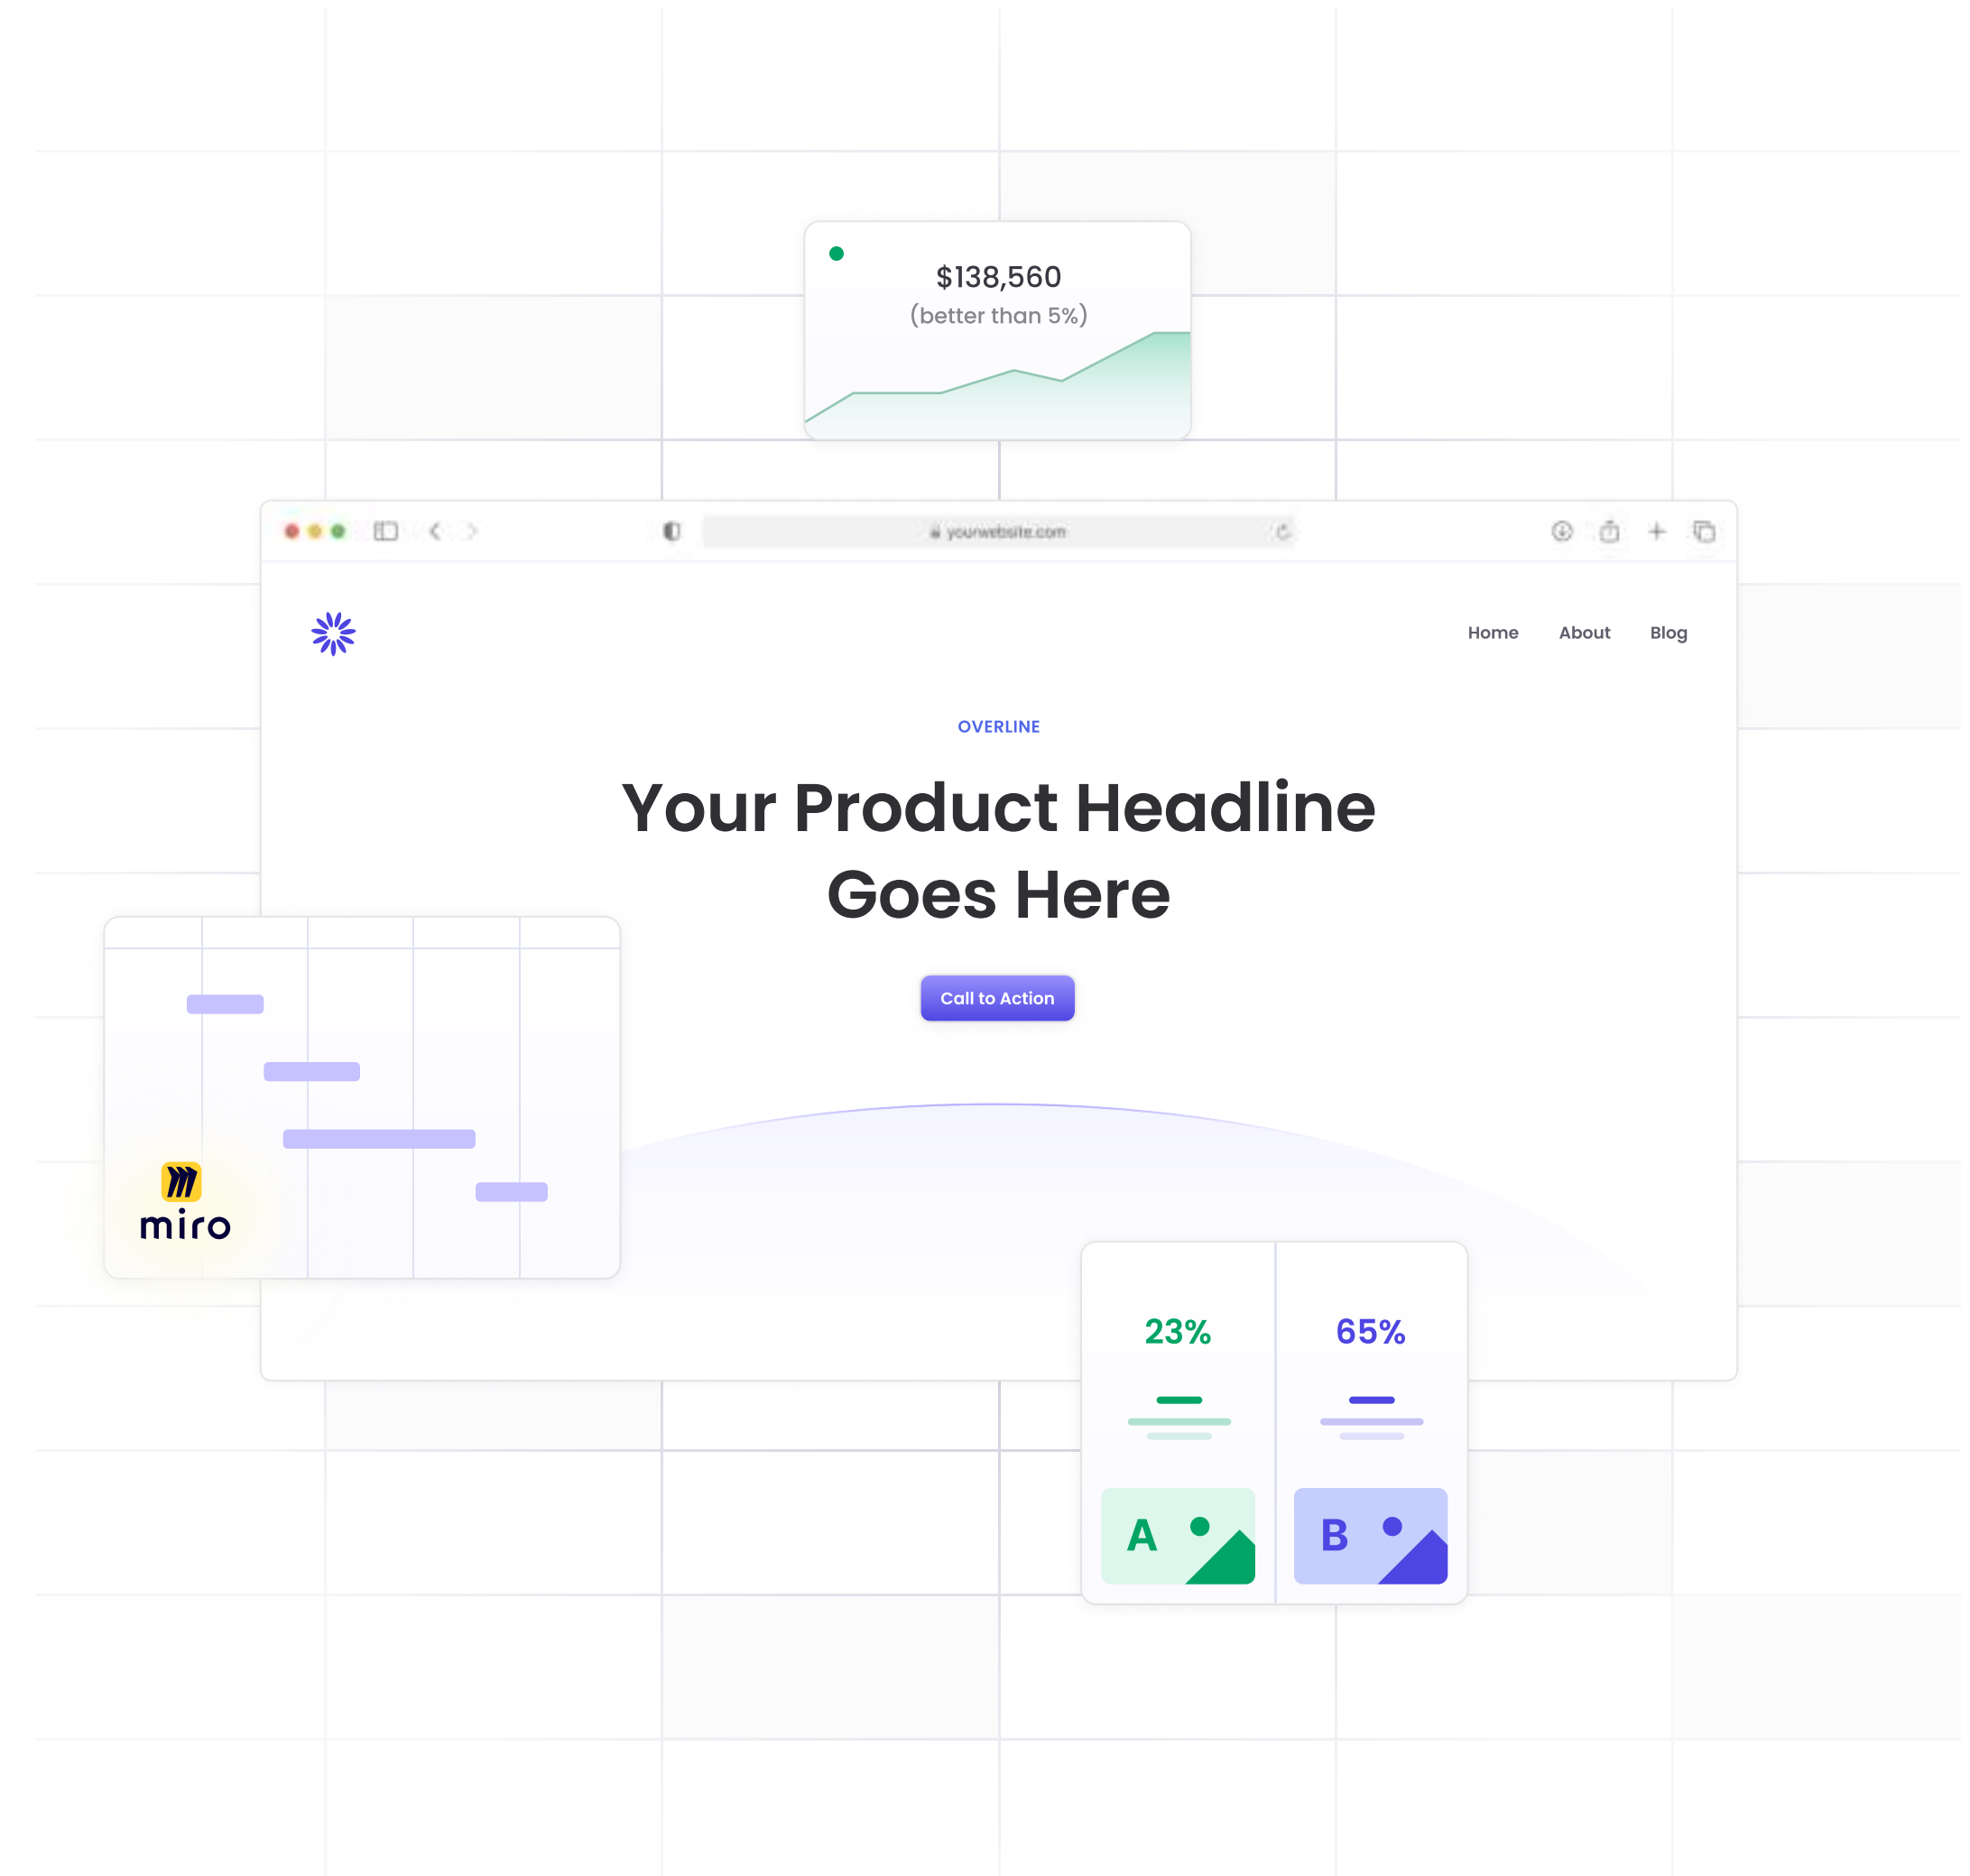 $138,560
(better than 5%)
yourwebsite.com
Home About Blog
OVERLINE
Your Product Headline
Goes Here
Call to Action
miro
23% 65%
A B